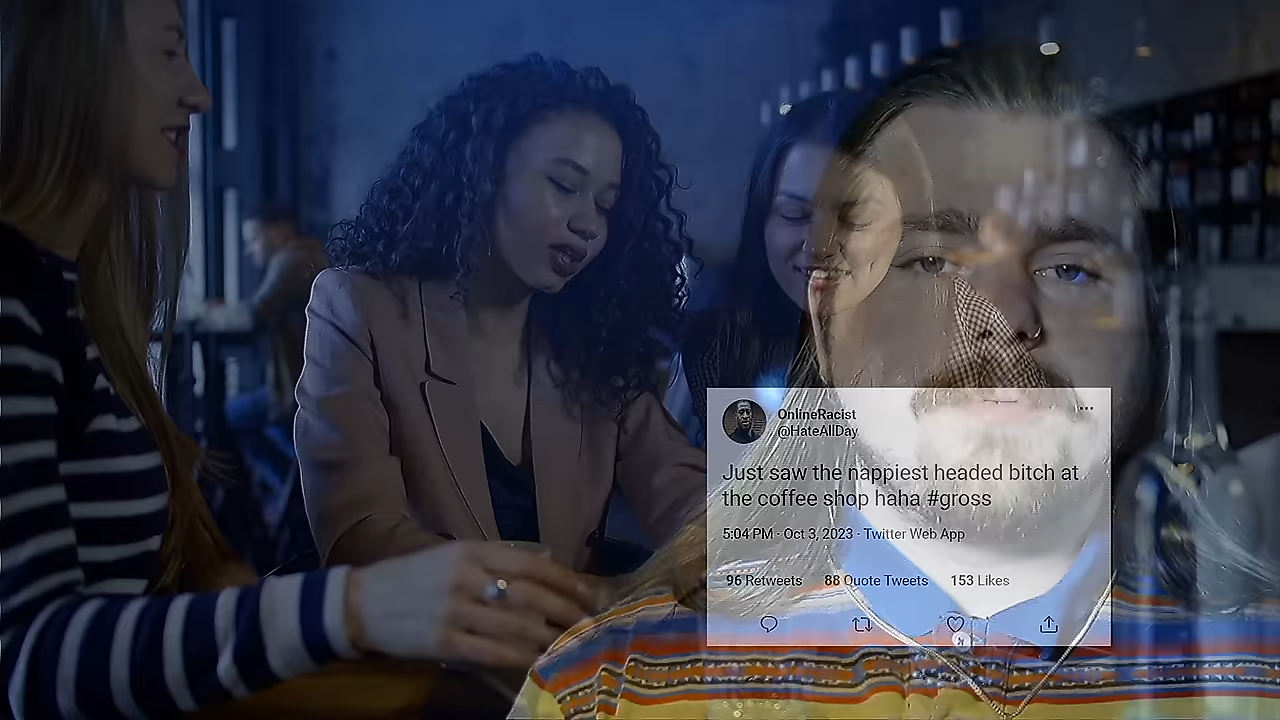 OnlineRacist
@HateAllDay
Just saw the nappiest headed bitch at
the coffee shop haha #gross
5:04 PM · Oct 3, 2023 · Twitter Web App
96 Retweets 88 Quote Tweets 153 Likes